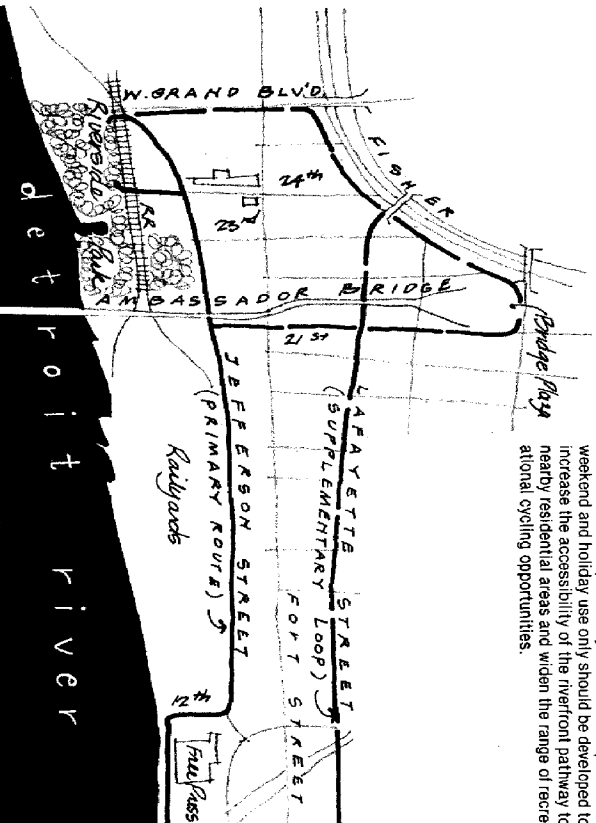 weekend and holiday use only should be developed to
increase the accessibility of the riverfront pathway to
nearby residential areas and widen the range of recre
ational cycling opportunities.
W. GRAND BLV'D.
FISHER
24th
23rd
Riverside Park
RR
AMBASSADOR BRIDGE
21st
Bridge Plaza
JEFFERSON STREET
(PRIMARY ROUTE)
LAFAYETTE STREET
(SUPPLEMENTARY LOOP)
FORT STREET
Railyards
12th
Free Press
detroit river